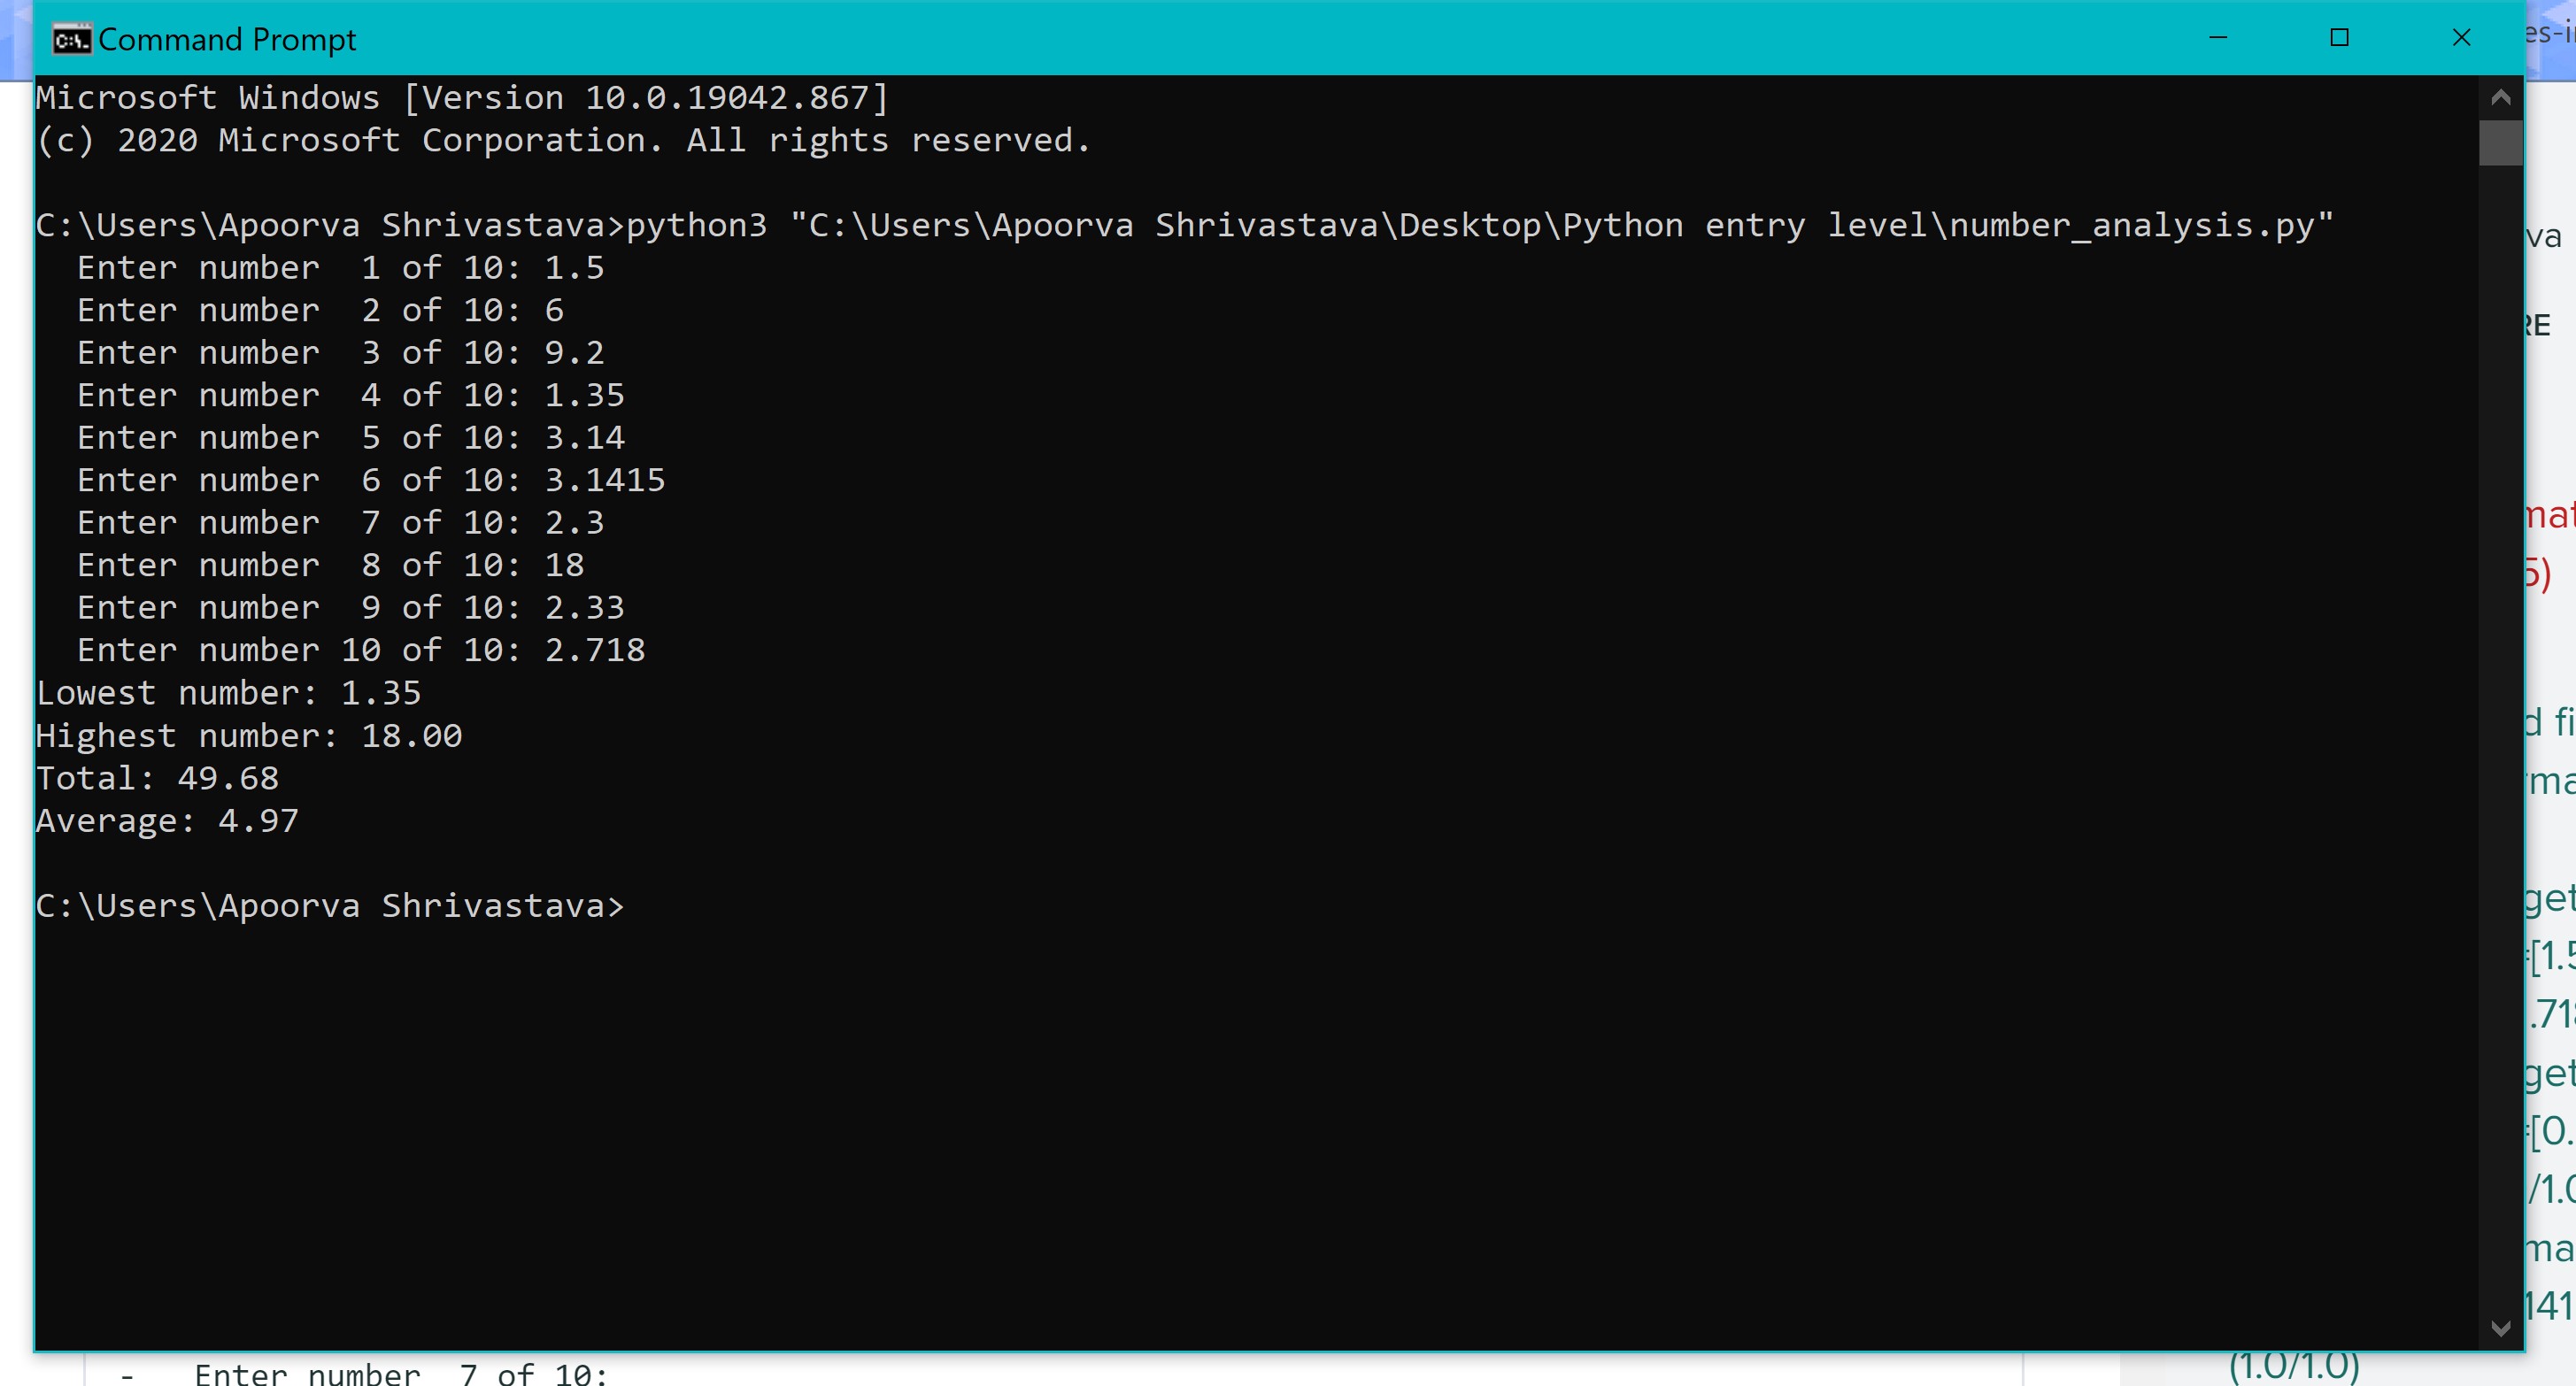 Command Prompt
Microsoft Windows [Version 10.0.19042.867]
(c) 2020 Microsoft Corporation. All rights reserved.
C:\Users\Apoorva Shrivastava>python3 "C:\Users\Apoorva Shrivastava\Desktop\Python entry level\number_analysis.py"
  Enter number  1 of 10: 1.5
  Enter number  2 of 10: 6
  Enter number  3 of 10: 9.2
  Enter number  4 of 10: 1.35
  Enter number  5 of 10: 3.14
  Enter number  6 of 10: 3.1415
  Enter number  7 of 10: 2.3
  Enter number  8 of 10: 18
  Enter number  9 of 10: 2.33
  Enter number 10 of 10: 2.718
Lowest number: 1.35
Highest number: 18.00
Total: 49.68
Average: 4.97
C:\Users\Apoorva Shrivastava>
-   Enter number  7 of 10:
(1.0/1.0)